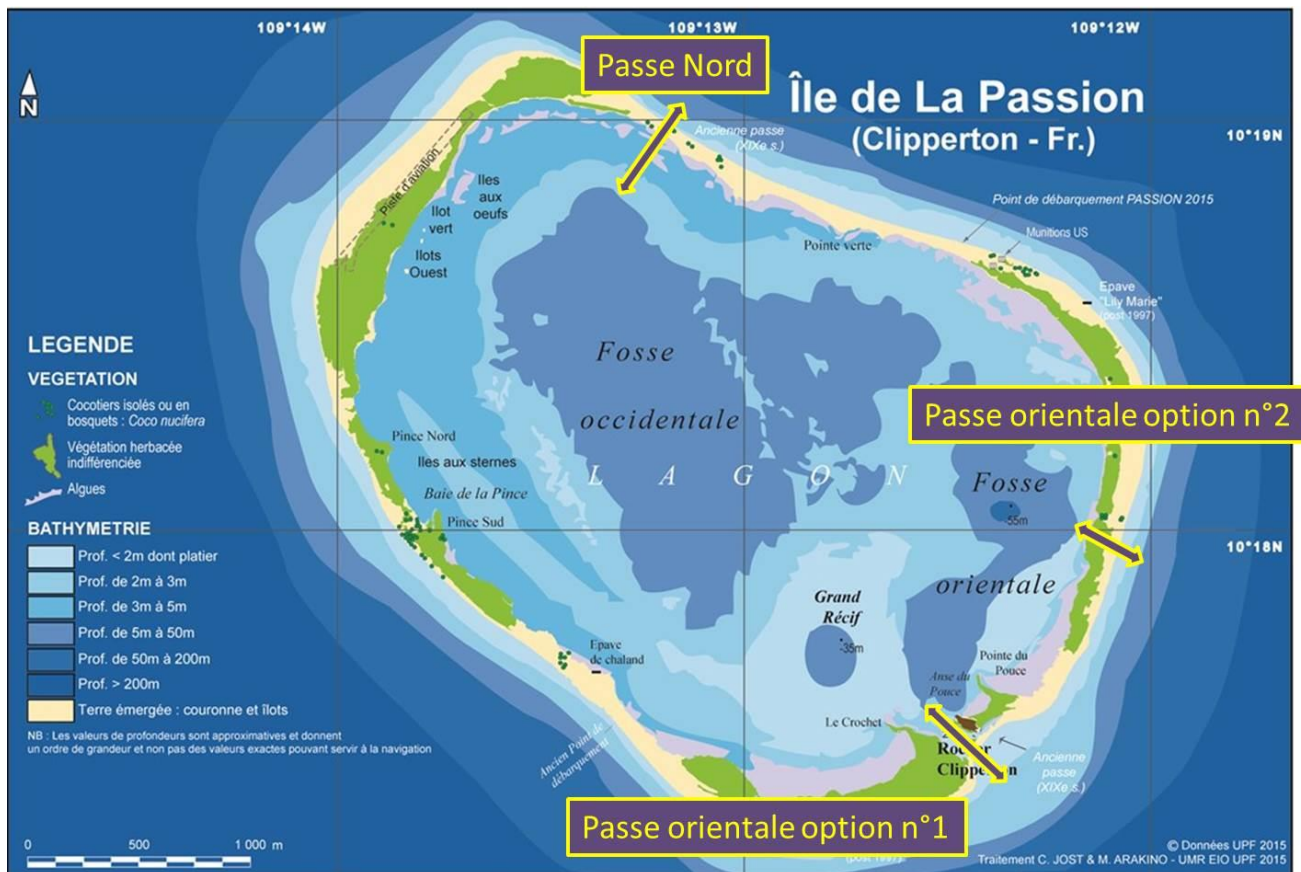 109°14W
109°13W
109°12W
Passe Nord
Île de La Passion
(Clipperton - Fr.)
N
10°19N
Ancienne passe
(XIXe s.)
Piste d'aviation
Iles
aux
oeufs
Ilot
vert
Ilots
Ouest
Point de débarquement PASSION 2015
Munitions US
Pointe verte
Epave
"Lily Marie"
(post 1997)
LEGENDE
VEGETATION
Cocotiers isolés ou en
bosquets : Coco nucifera
Végétation herbacée
indifférenciée
Algues
Fosse
occidentale
Passe orientale option n°2
Pince Nord
Iles aux sternes
Baie de la Pince
Pince Sud
LAGON
Fosse
-55m
orientale
10°18N
BATHYMETRIE
Prof. < 2m dont platier
Prof. de 2m à 3m
Prof. de 3m à 5m
Prof. de 5m à 50m
Prof. de 50m à 200m
Prof. > 200m
Terre émergée : couronne et îlots
NB : Les valeurs de profondeurs sont approximatives et donnent
un ordre de grandeur et non pas des valeurs exactes pouvant servir à la navigation
Grand
Récif
-35m
Epave
de chaland
Pointe du
Pouce
Anse du
Pouce
Le Crochet
Ancien Point de
débarquement
Clipperton
Ancienne
passe
(XIXe s.)
Passe orientale option n°1
(post 1997)
0 500 1 000 m
© Données UPF 2015
Traitement C. JOST & M. ARAKINO - UMR EIO UPF 2015